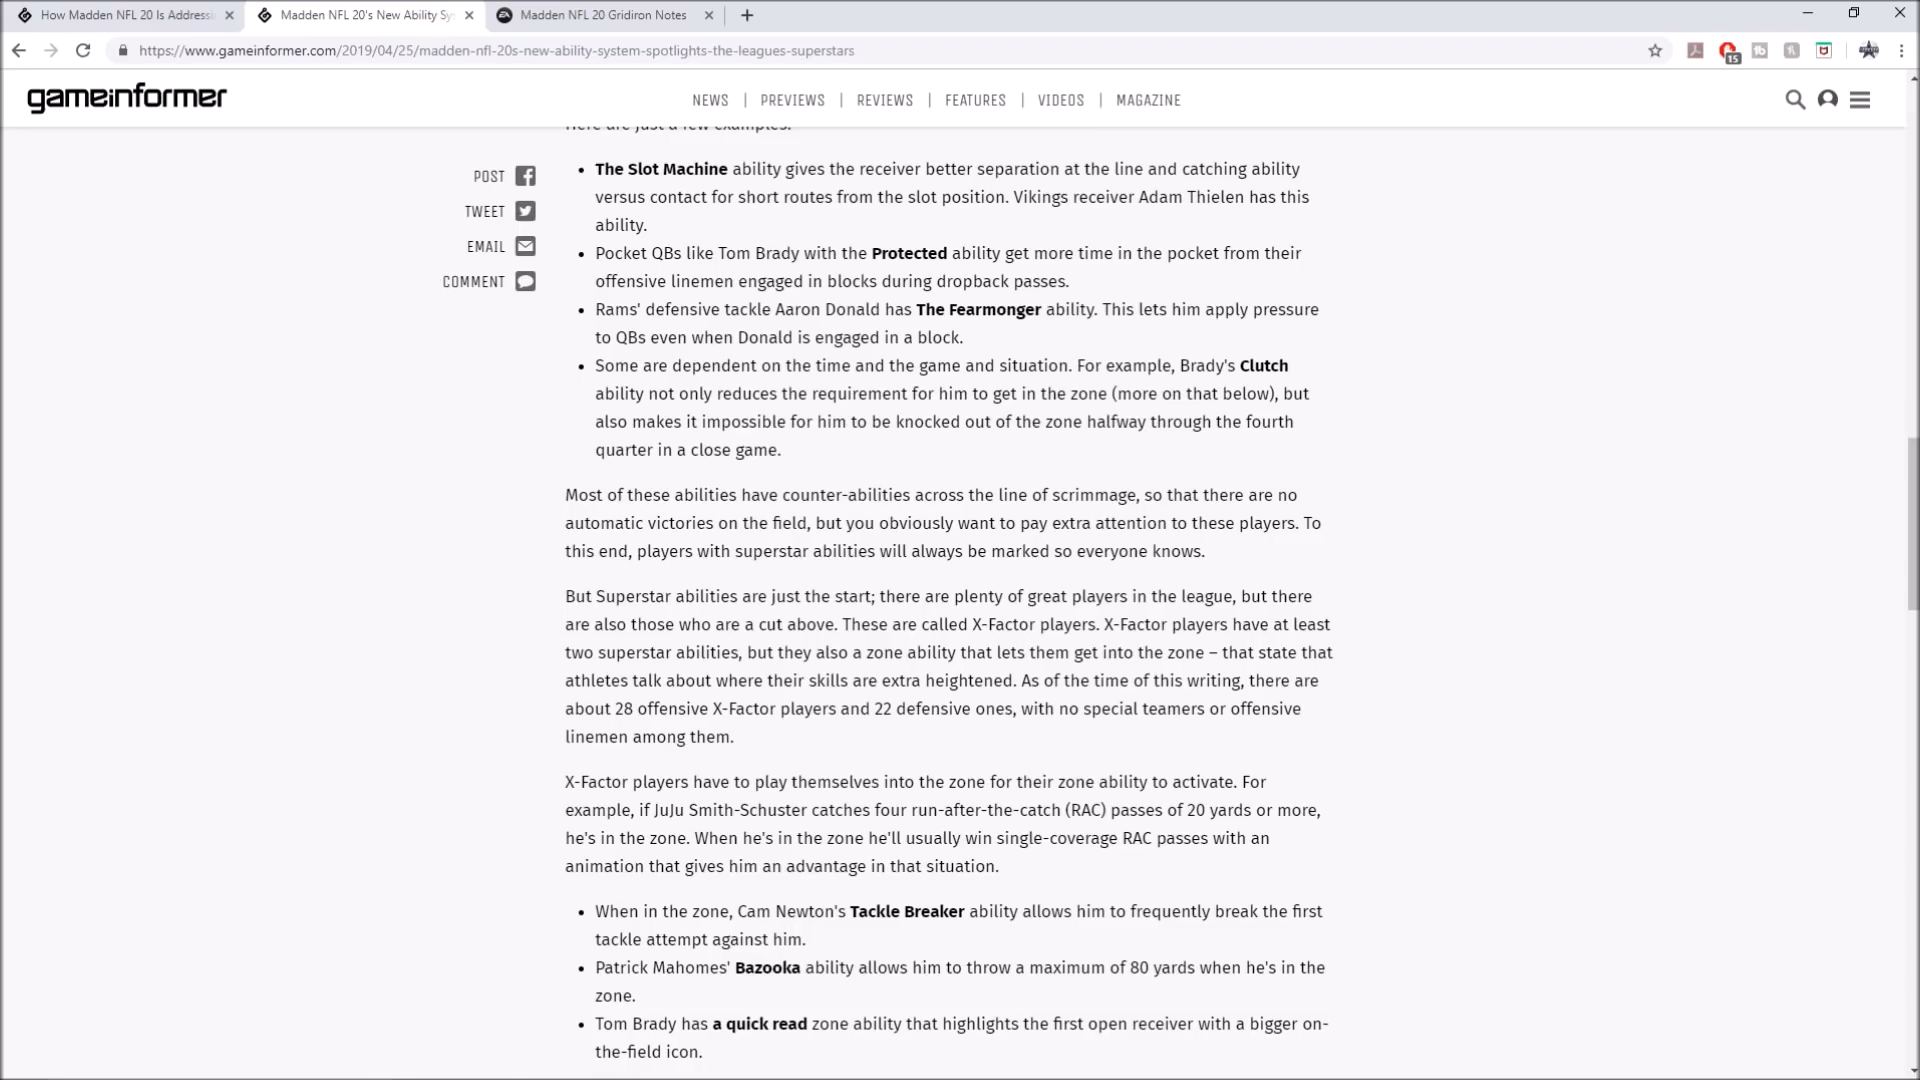 How Madden NFL 20 Is Addressi
Madden NFL 20's New Ability Sy
Madden NFL 20 Gridiron Notes
https://www.gameinformer.com/2019/04/25/madden-nfl-20s-new-ability-system-spotlights-the-leagues-superstars
15
gameinformer
NEWS | PREVIEWS | REVIEWS | FEATURES | VIDEOS | MAGAZINE
Here are just a few examples:
POST
TWEET
EMAIL
COMMENT
• The Slot Machine ability gives the receiver better separation at the line and catching ability
versus contact for short routes from the slot position. Vikings receiver Adam Thielen has this
ability.
• Pocket QBs like Tom Brady with the Protected ability get more time in the pocket from their
offensive linemen engaged in blocks during dropback passes.
• Rams' defensive tackle Aaron Donald has The Fearmonger ability. This lets him apply pressure
to QBs even when Donald is engaged in a block.
• Some are dependent on the time and the game and situation. For example, Brady's Clutch
ability not only reduces the requirement for him to get in the zone (more on that below), but
also makes it impossible for him to be knocked out of the zone halfway through the fourth
quarter in a close game.
Most of these abilities have counter-abilities across the line of scrimmage, so that there are no
automatic victories on the field, but you obviously want to pay extra attention to these players. To
this end, players with superstar abilities will always be marked so everyone knows.
But Superstar abilities are just the start; there are plenty of great players in the league, but there
are also those who are a cut above. These are called X-Factor players. X-Factor players have at least
two superstar abilities, but they also a zone ability that lets them get into the zone – that state that
athletes talk about where their skills are extra heightened. As of the time of this writing, there are
about 28 offensive X-Factor players and 22 defensive ones, with no special teamers or offensive
linemen among them.
X-Factor players have to play themselves into the zone for their zone ability to activate. For
example, if JuJu Smith-Schuster catches four run-after-the-catch (RAC) passes of 20 yards or more,
he's in the zone. When he's in the zone he'll usually win single-coverage RAC passes with an
animation that gives him an advantage in that situation.
• When in the zone, Cam Newton's Tackle Breaker ability allows him to frequently break the first
tackle attempt against him.
• Patrick Mahomes' Bazooka ability allows him to throw a maximum of 80 yards when he's in the
zone.
• Tom Brady has a quick read zone ability that highlights the first open receiver with a bigger on-
the-field icon.